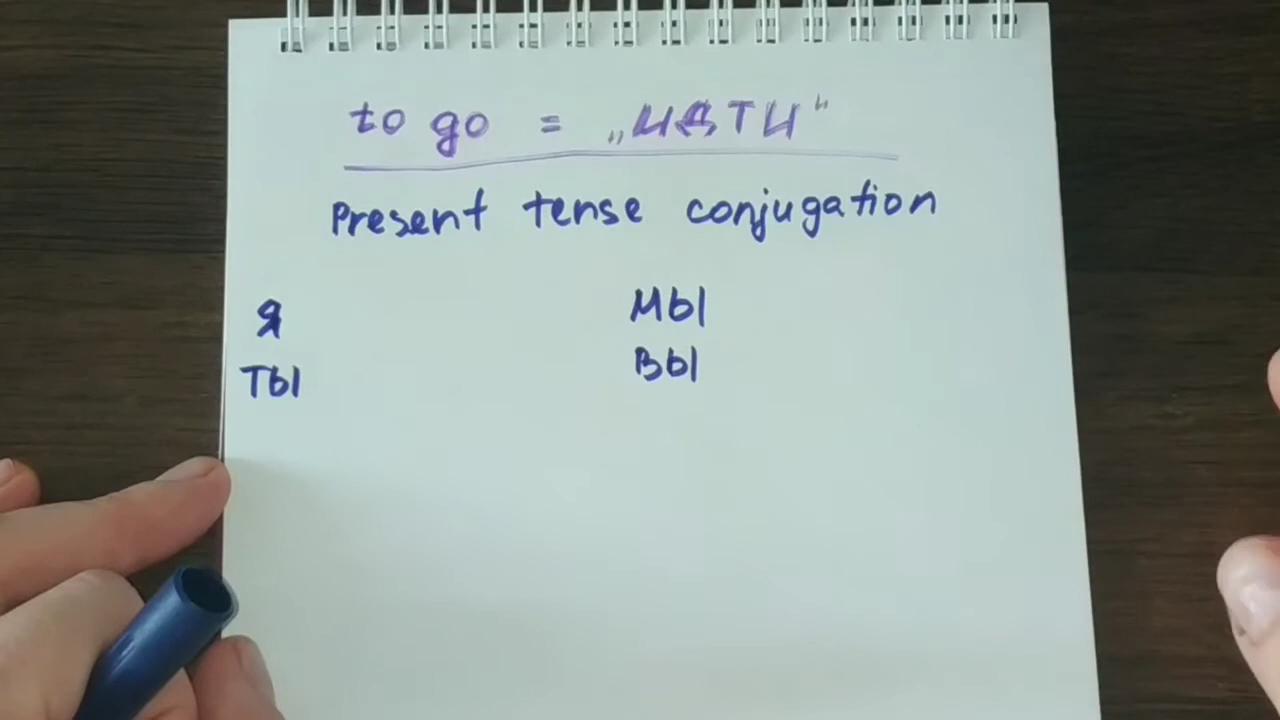 to go = „ИДТИ“
Present tense conjugation
Я МЫ
ТЫ ВЫ